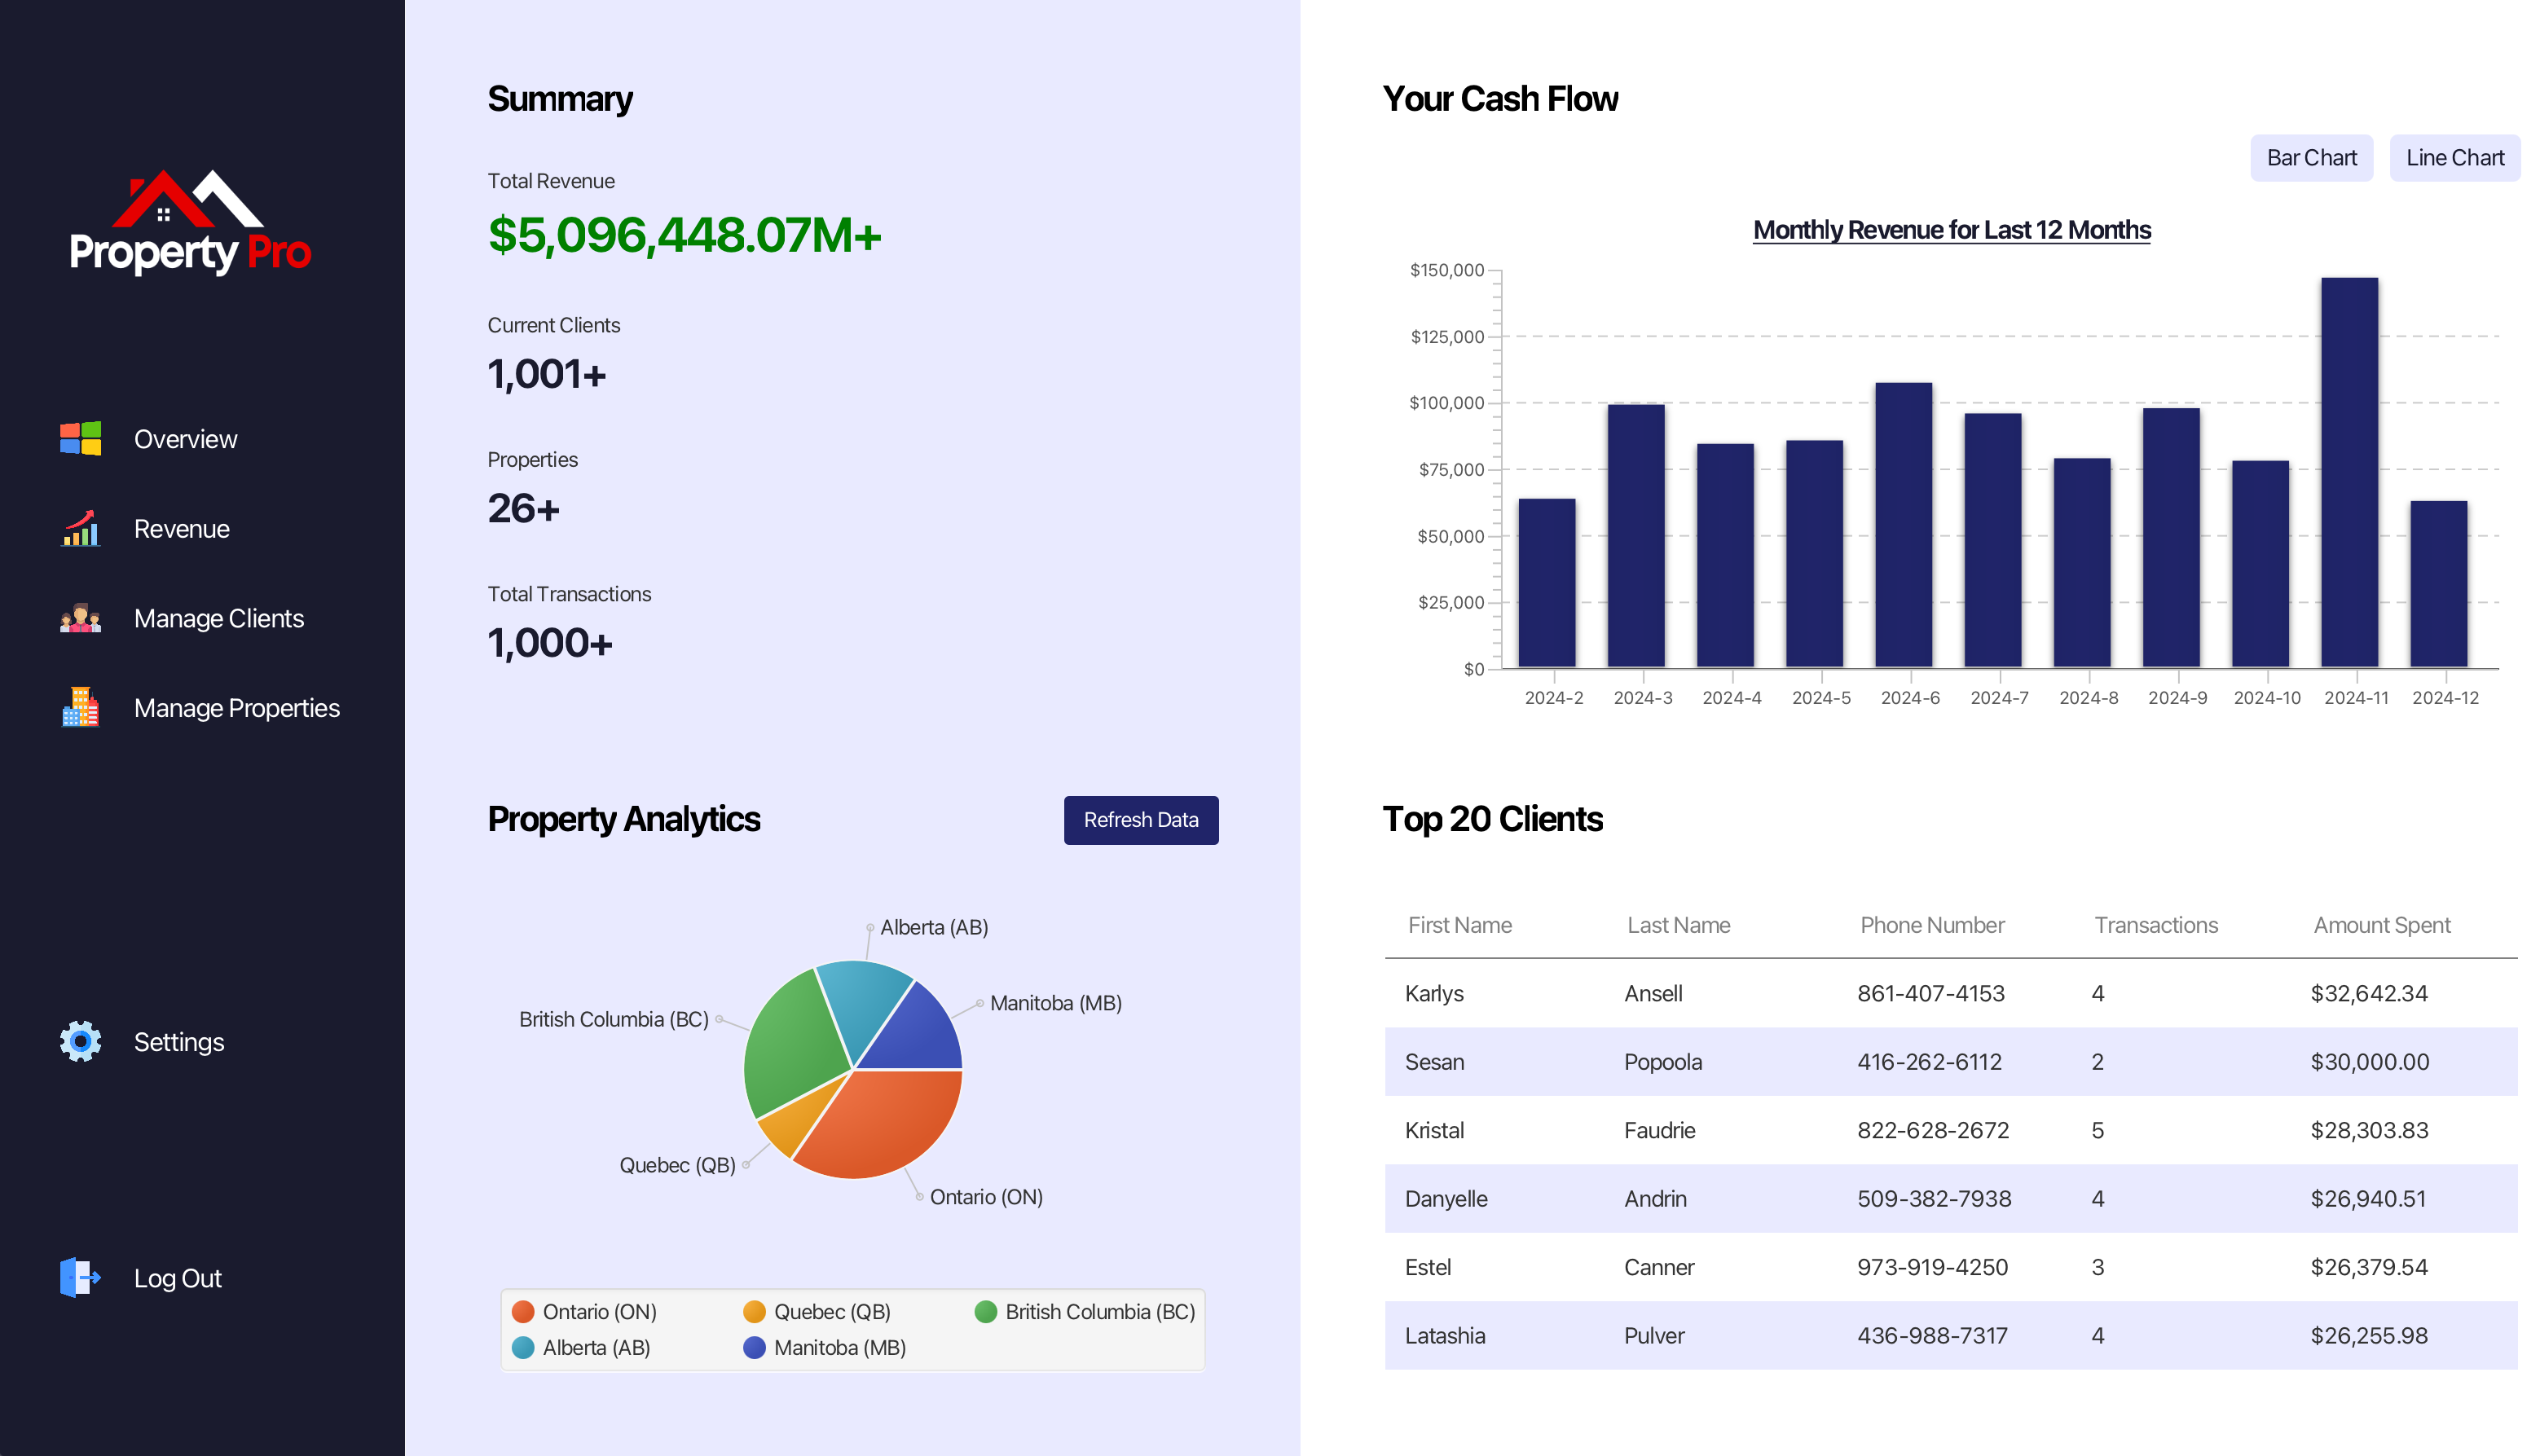 Property Pro
Overview
Revenue
Manage Clients
Manage Properties
Settings
Log Out
Summary
Total Revenue
$5,096,448.07M+
Current Clients
1,001+
Properties
26+
Total Transactions
1,000+
Property Analytics
Refresh Data
Alberta (AB)
Manitoba (MB)
British Columbia (BC)
Quebec (QB)
Ontario (ON)
Ontario (ON) Quebec (QB) British Columbia (BC)
Alberta (AB) Manitoba (MB)
Your Cash Flow
Bar Chart Line Chart
Monthly Revenue for Last 12 Months
$150,000
$125,000
$100,000
$75,000
$50,000
$25,000
$0
2024-2 2024-3 2024-4 2024-5 2024-6 2024-7 2024-8 2024-9 2024-10 2024-11 2024-12
Top 20 Clients
First Name Last Name Phone Number Transactions Amount Spent
Karlys Ansell 861-407-4153 4 $32,642.34
Sesan Popoola 416-262-6112 2 $30,000.00
Kristal Faudrie 822-628-2672 5 $28,303.83
Danyelle Andrin 509-382-7938 4 $26,940.51
Estel Canner 973-919-4250 3 $26,379.54
Latashia Pulver 436-988-7317 4 $26,255.98